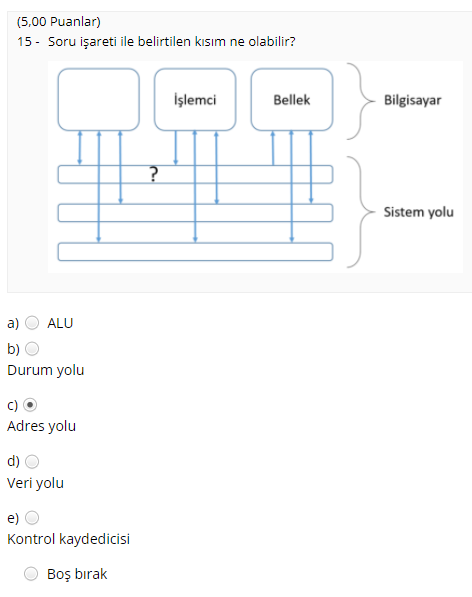 (5,00 Puanlar)
15 - Soru işareti ile belirtilen kısım ne olabilir?
İşlemci
Bellek
Bilgisayar
?
Sistem yolu
a) ALU
b)
Durum yolu
c)
Adres yolu
d)
Veri yolu
e)
Kontrol kaydedicisi
Boş bırak